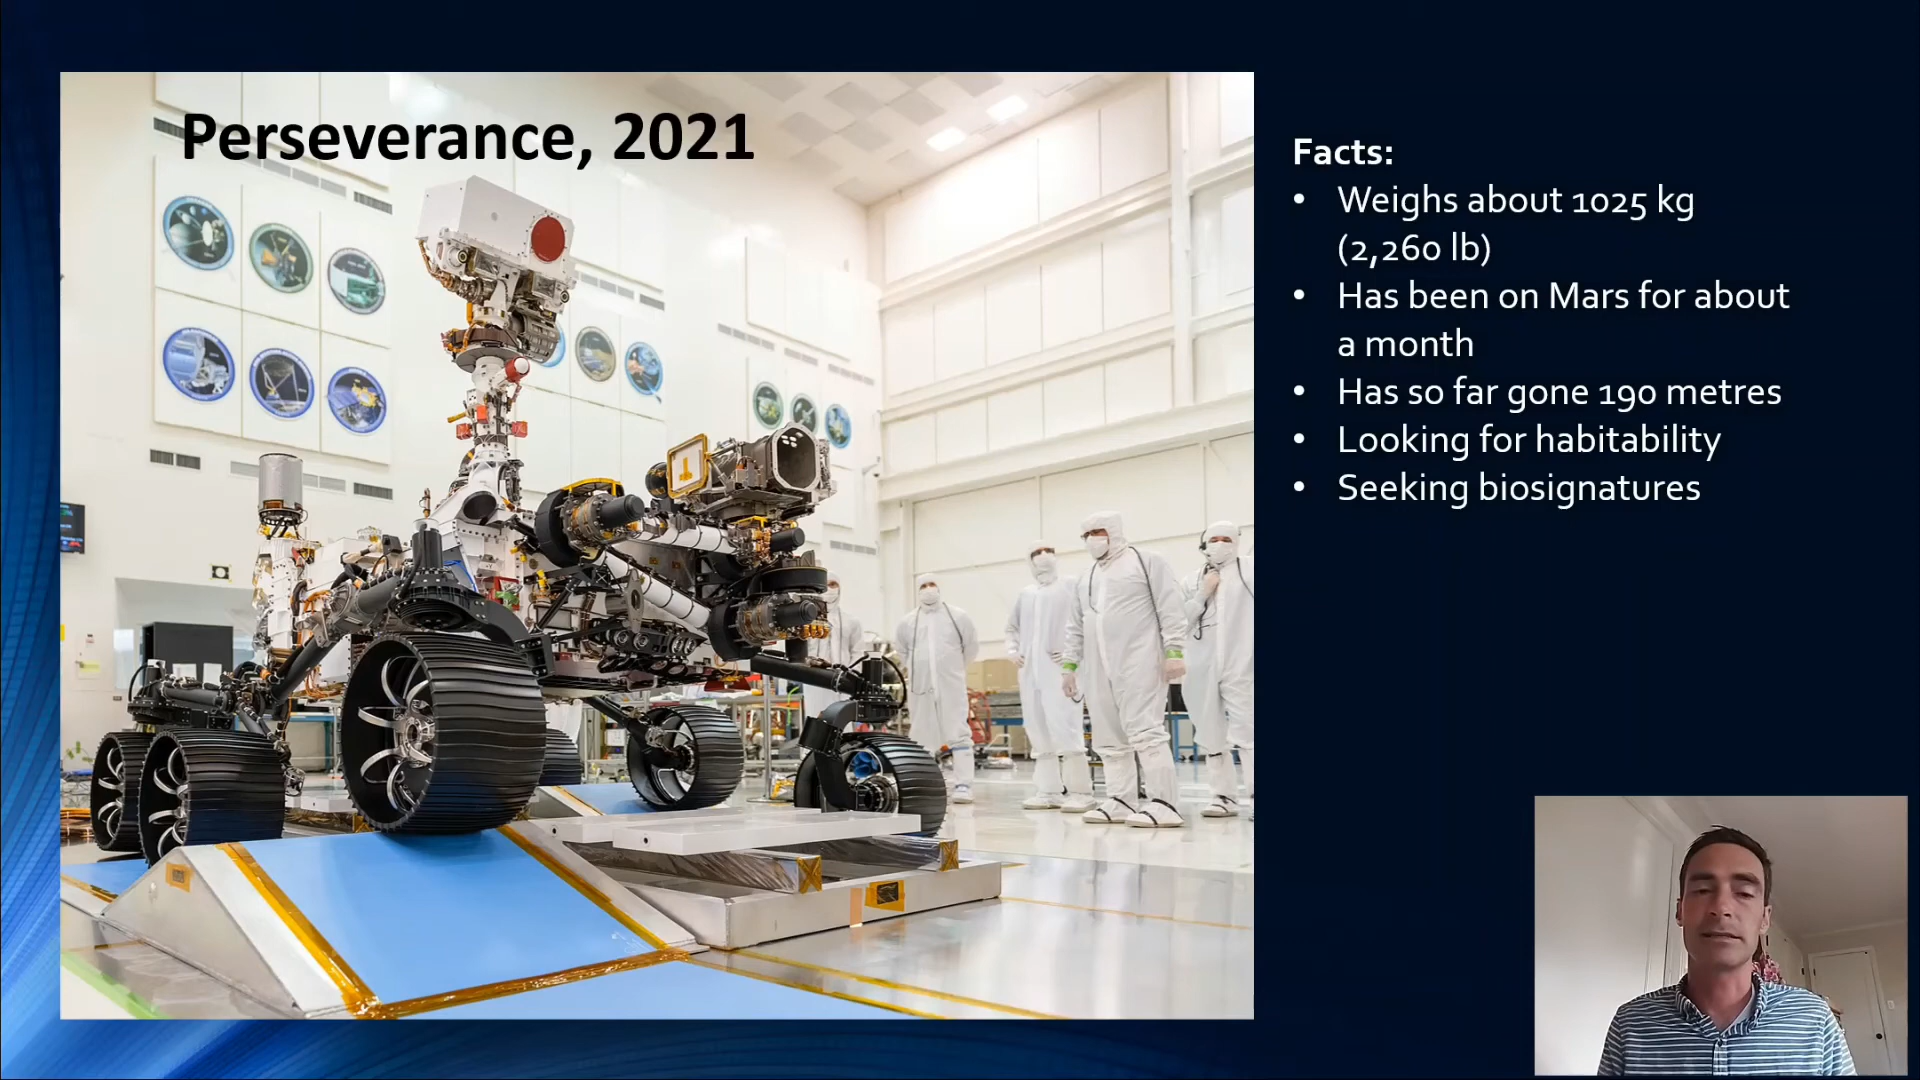 Perseverance, 2021
Facts:
• Weighs about 1025 kg
(2,260 lb)
• Has been on Mars for about
a month
• Has so far gone 190 metres
• Looking for habitability
• Seeking biosignatures